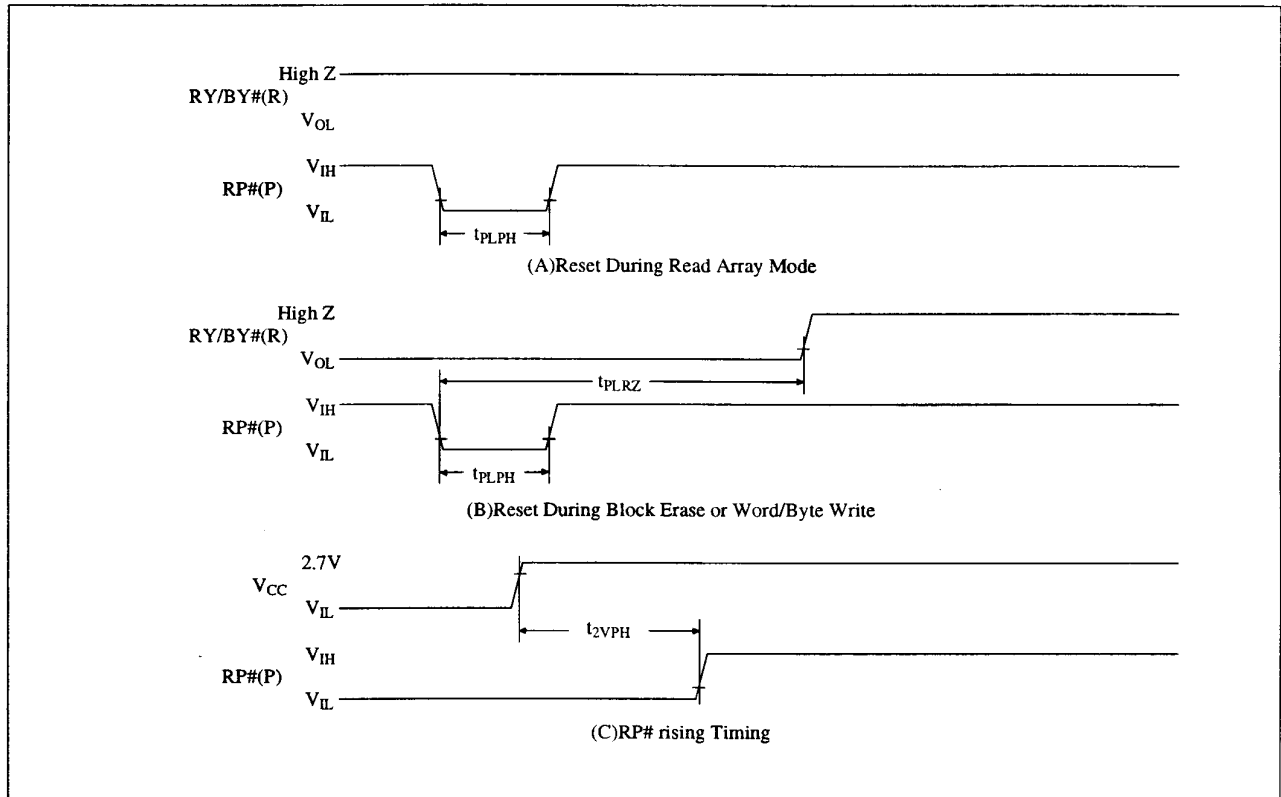 High Z
RY/BY#(R)
VOL
VIH
RP#(P)
VIL
tPLPH
(A)Reset During Read Array Mode
High Z
RY/BY#(R)
VOL
tPLRZ
VIH
RP#(P)
VIL
tPLPH
(B)Reset During Block Erase or Word/Byte Write
2.7V
VCC
VIL
t2VPH
VIH
RP#(P)
VIL
(C)RP# rising Timing